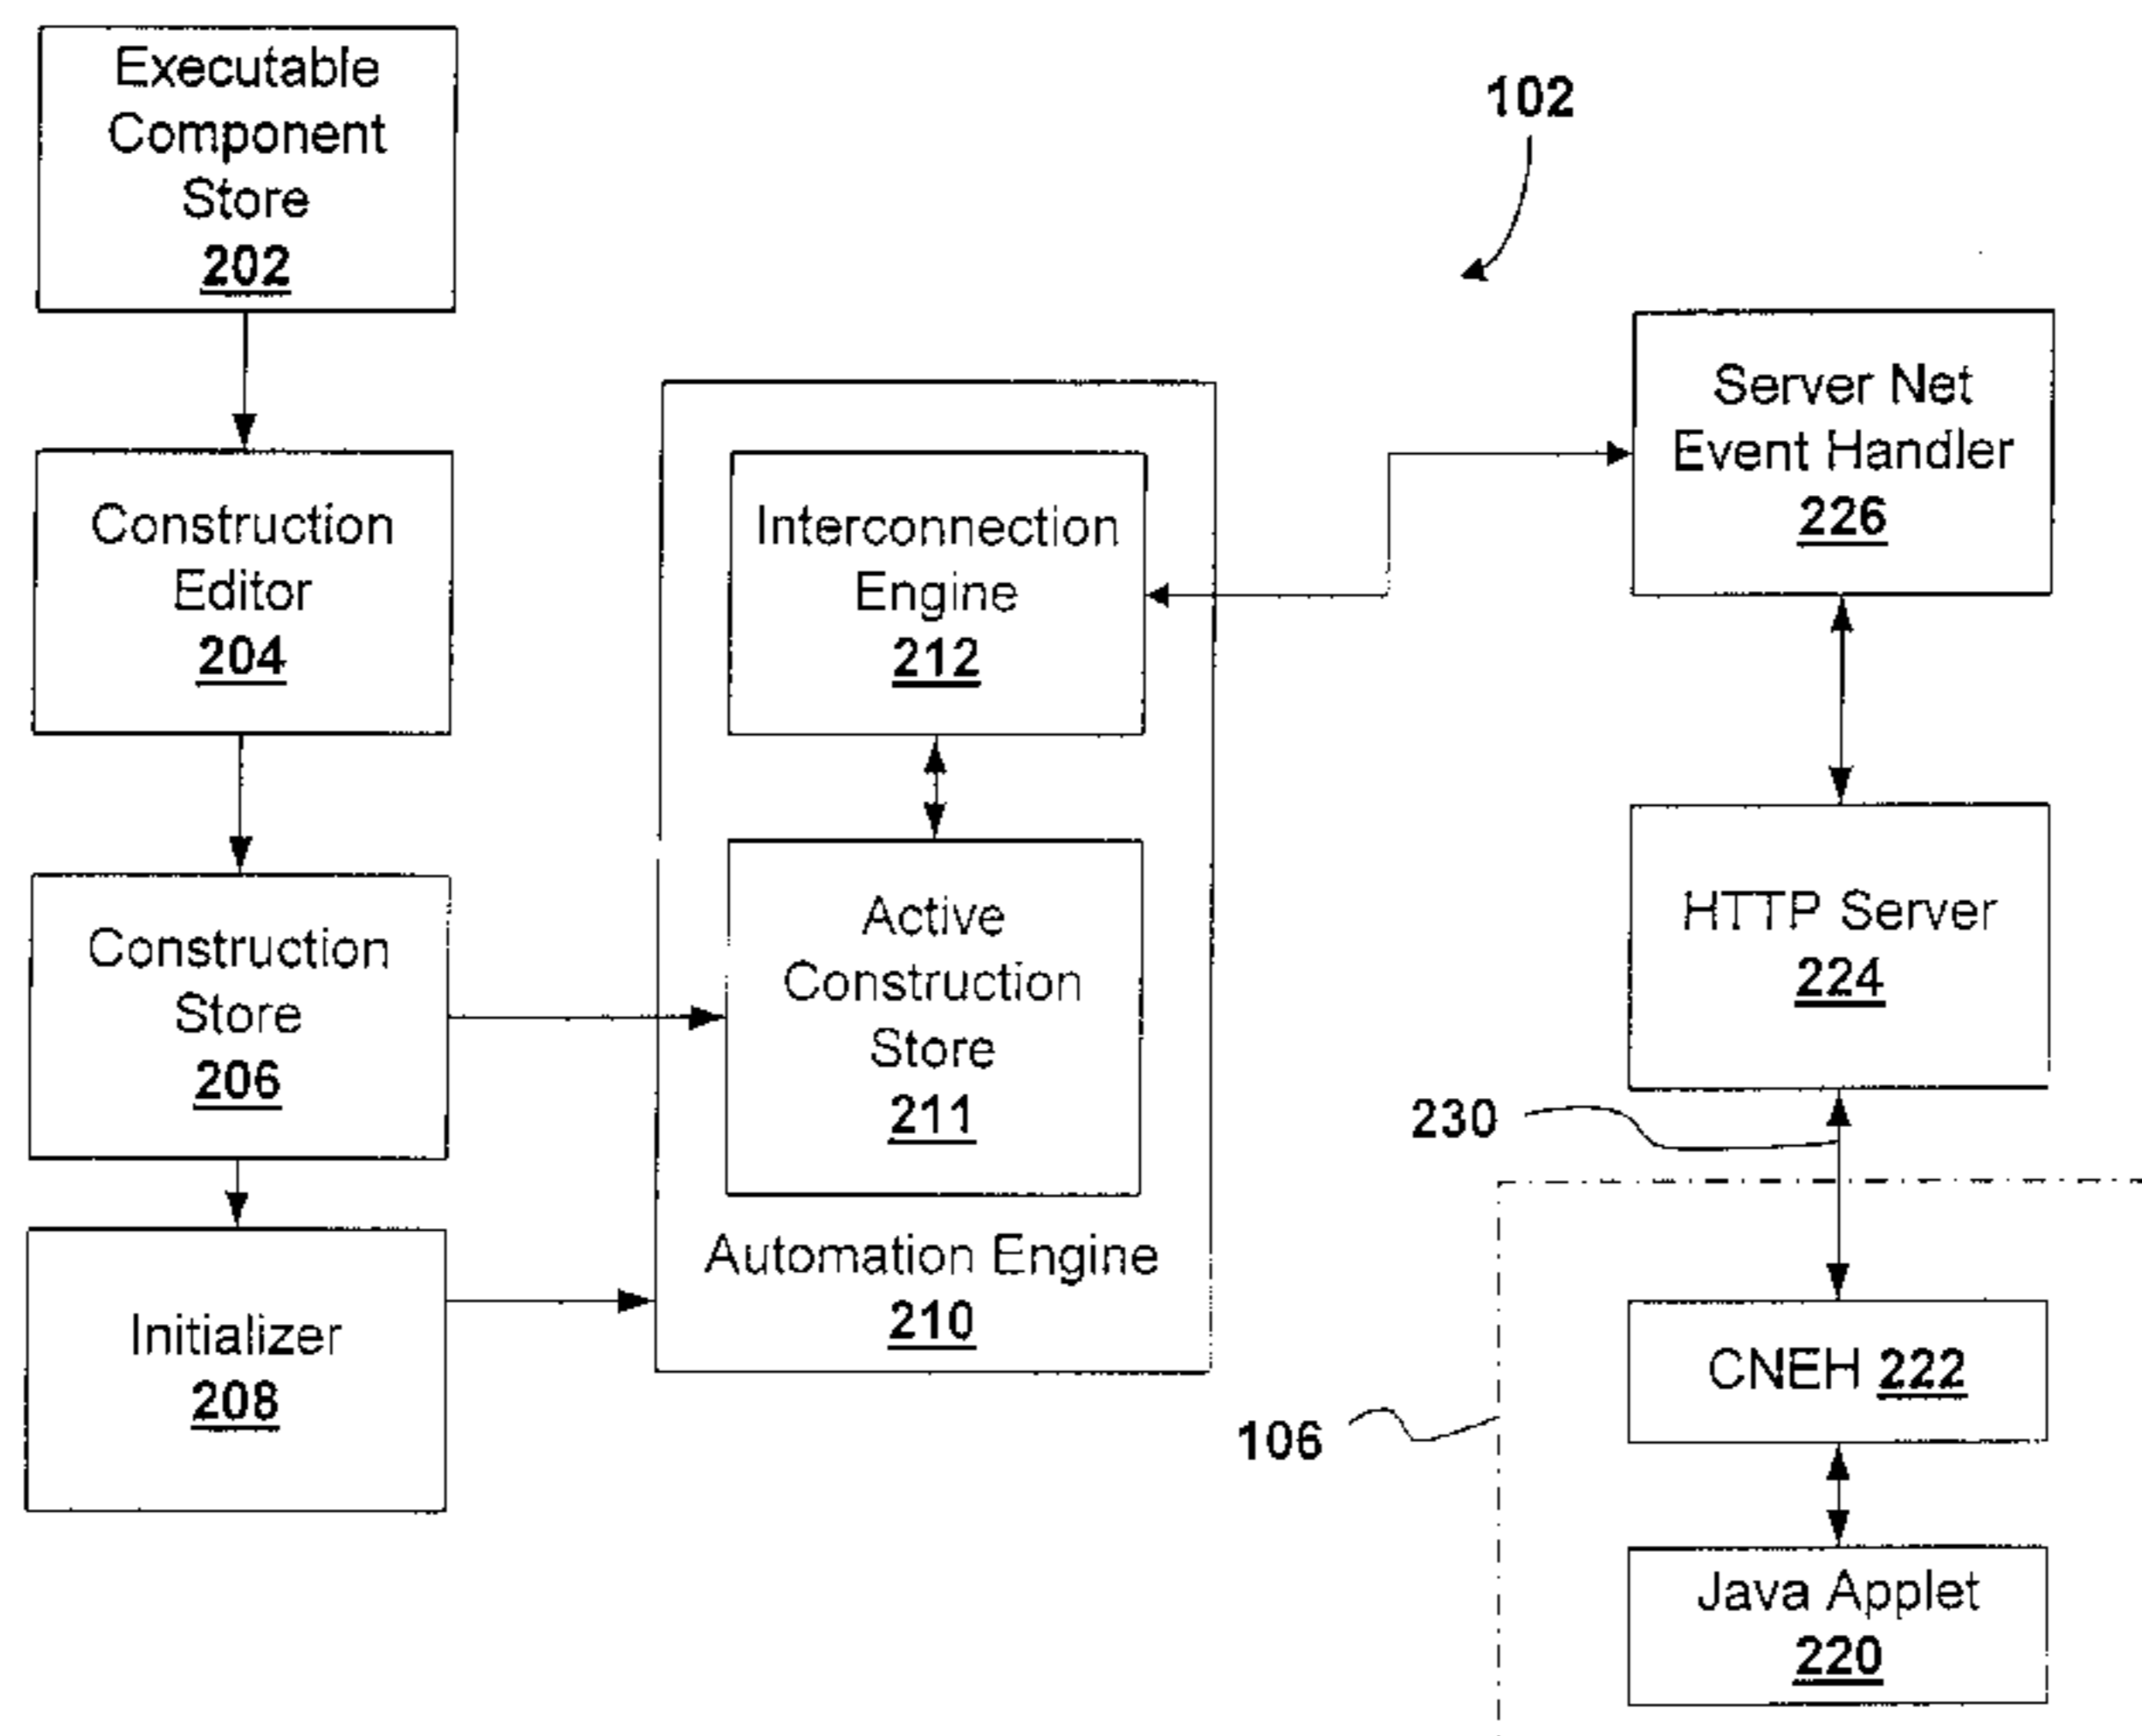 Executable
Component
Store
202
Construction
Editor
204
Construction
Store
206
Initializer
208
Interconnection
Engine
212
Active
Construction
Store
211
Automation Engine
210
102
Server Net
Event Handler
226
HTTP Server
224
230
106
CNEH 222
Java Applet
220